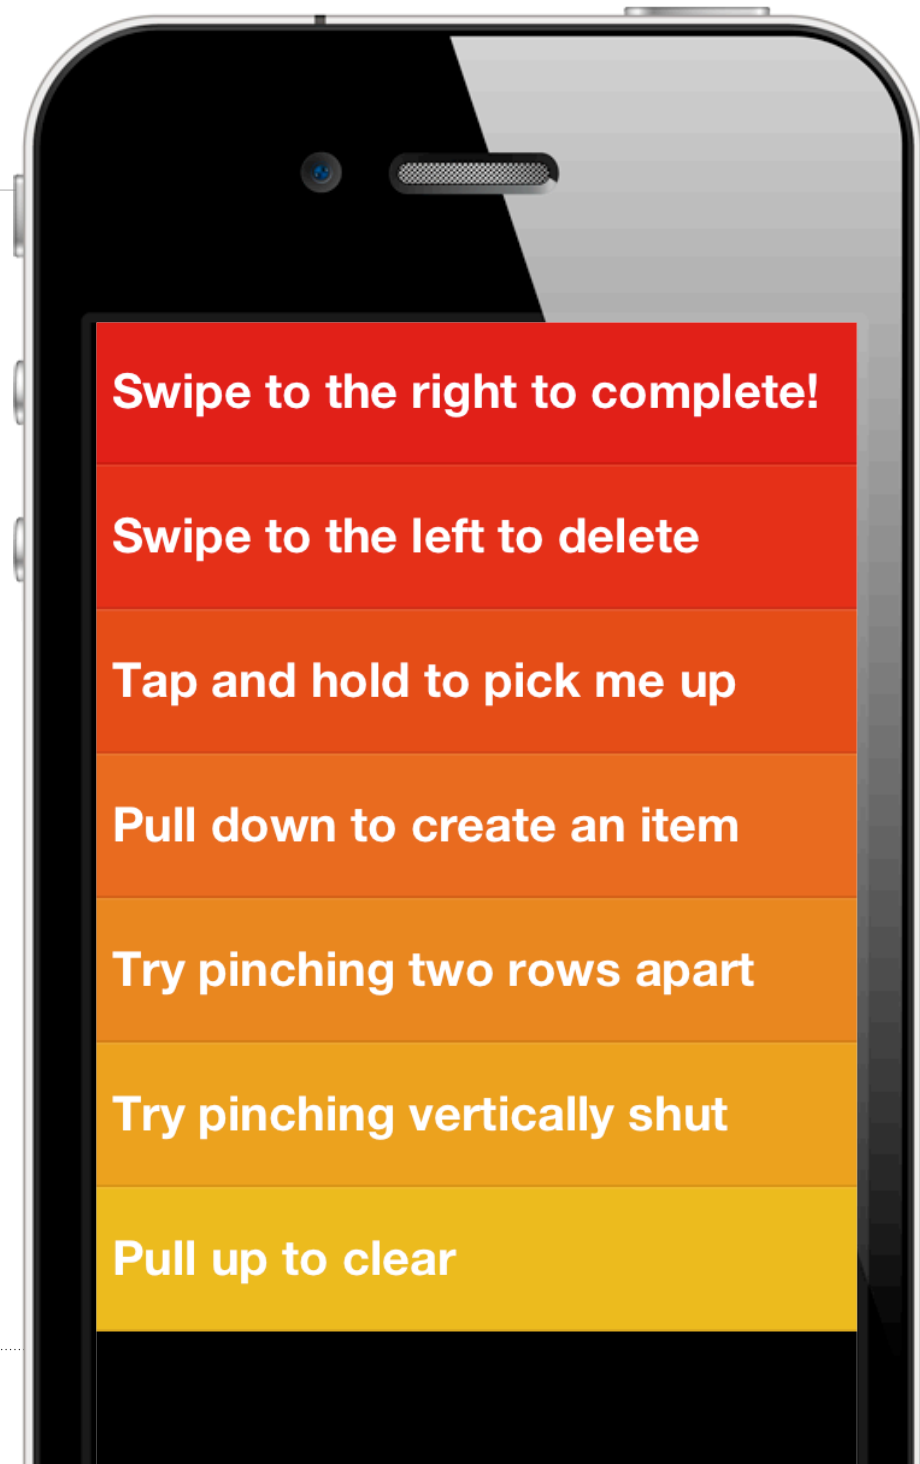 Swipe to the right to complete!
Swipe to the left to delete
Tap and hold to pick me up
Pull down to create an item
Try pinching two rows apart
Try pinching vertically shut
Pull up to clear